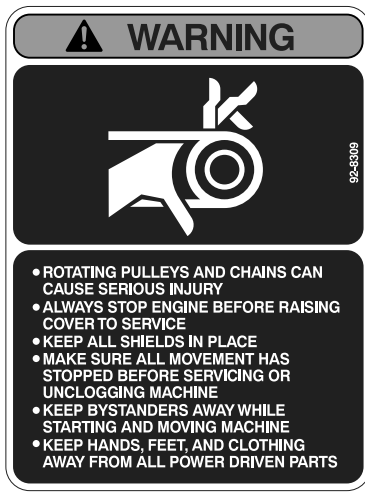 WARNING
92-8309
• ROTATING PULLEYS AND CHAINS CAN
CAUSE SERIOUS INJURY
• ALWAYS STOP ENGINE BEFORE RAISING
COVER TO SERVICE
• KEEP ALL SHIELDS IN PLACE
• MAKE SURE ALL MOVEMENT HAS
STOPPED BEFORE SERVICING OR
UNCLOGGING MACHINE
• KEEP BYSTANDERS AWAY WHILE
STARTING AND MOVING MACHINE
• KEEP HANDS, FEET, AND CLOTHING
AWAY FROM ALL POWER DRIVEN PARTS